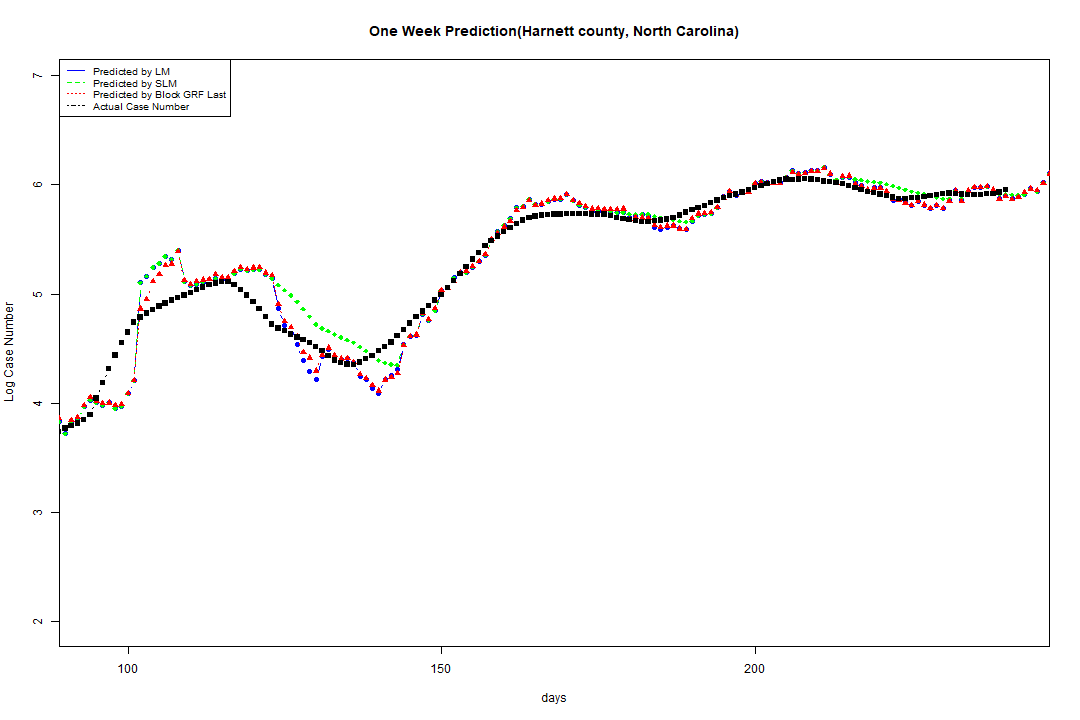 One Week Prediction(Harnett county, North Carolina)
Predicted by LM
Predicted by SLM
Predicted by Block GRF Last
Actual Case Number
7
6
5
4
3
2
Log Case Number
100 150 200
days